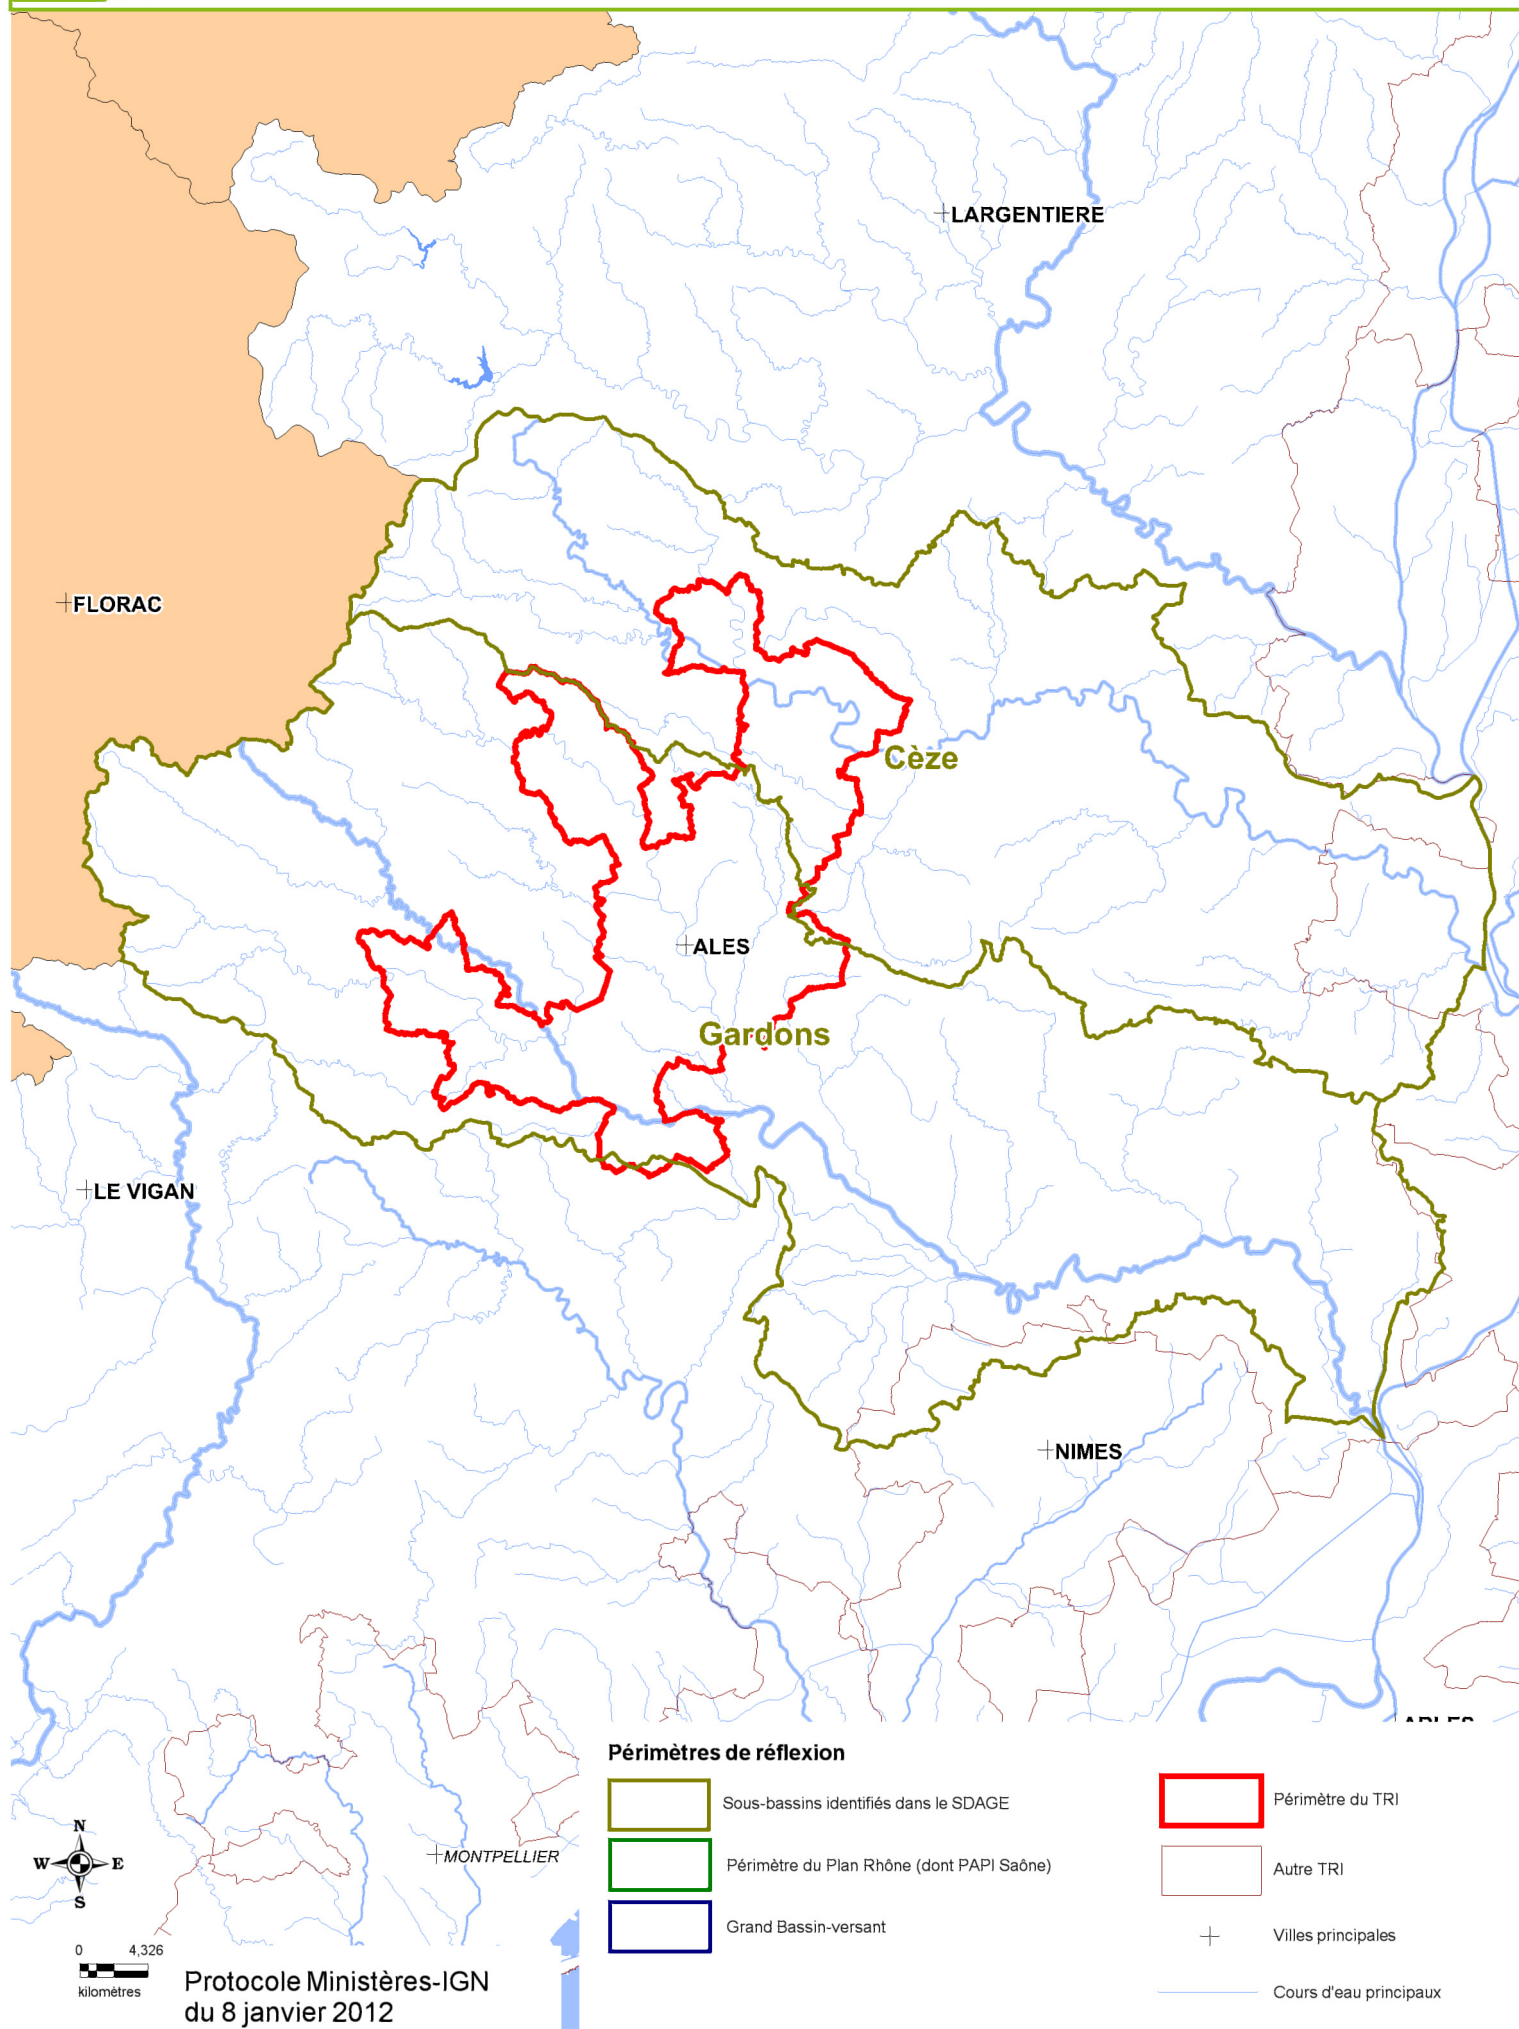 LARGENTIERE
FLORAC
Cèze
ALES
Gardons
LE VIGAN
NIMES
ARLES
Périmètres de réflexion
Sous-bassins identifiés dans le SDAGE
Périmètre du TRI
Périmètre du Plan Rhône (dont PAPI Saône)
Autre TRI
Grand Bassin-versant
Villes principales
Cours d'eau principaux
N
W E
S
MONTPELLIER
0 4,326
kilomètres
Protocole Ministères-IGN
du 8 janvier 2012